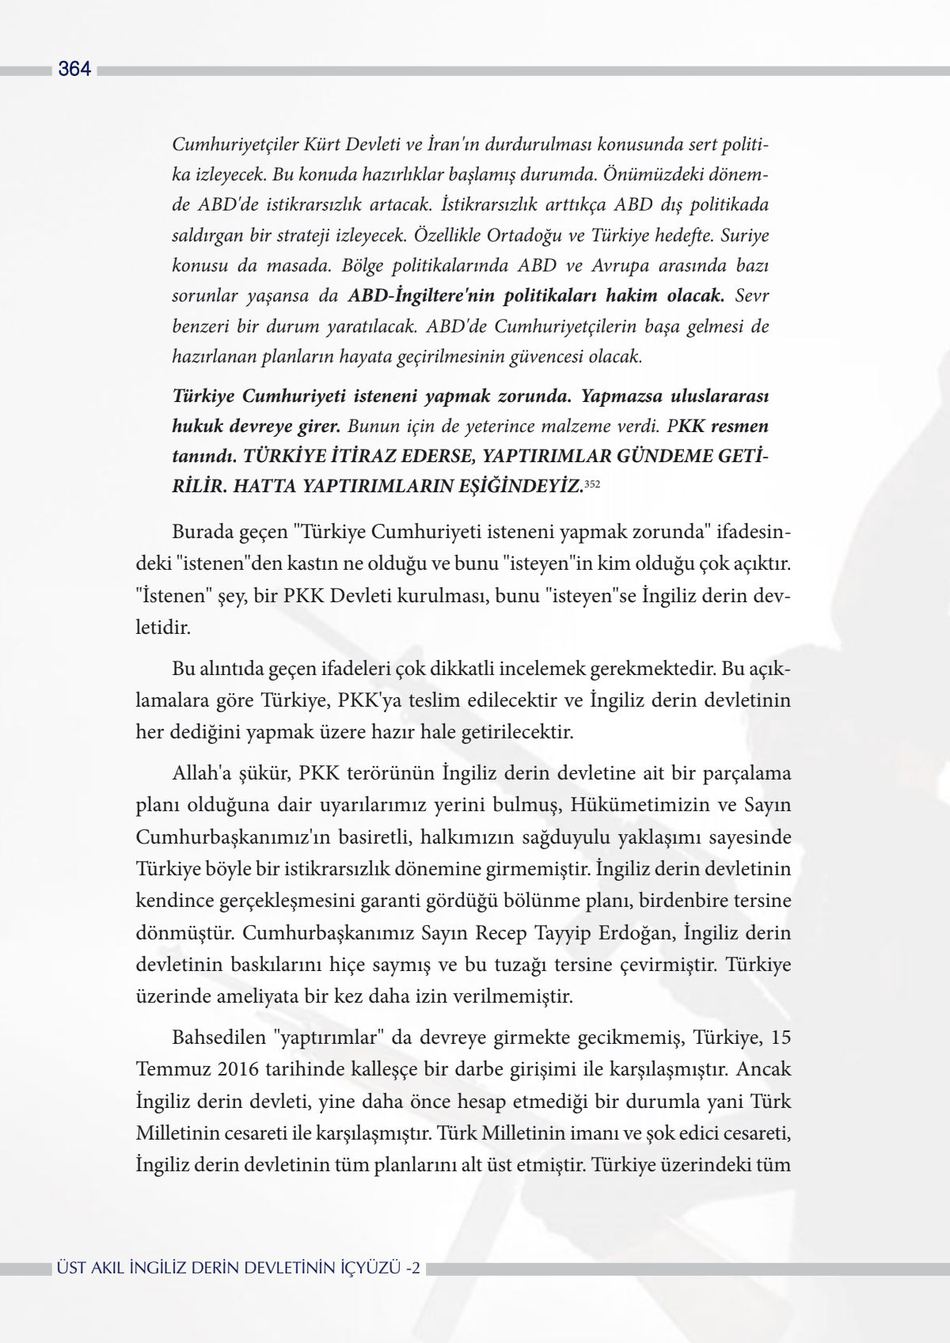 364
Cumhuriyetçiler Kürt Devleti ve İran'ın durdurulması konusunda sert politi-
ka izleyecek. Bu konuda hazırlıklar başlamış durumda. Önümüzdeki dönem-
de ABD'de istikrarsızlık artacak. İstikrarsızlık arttıkça ABD dış politikada
saldırgan bir strateji izleyecek. Özellikle Ortadoğu ve Türkiye hedefte. Suriye
konusu da masada. Bölge politikalarında ABD ve Avrupa arasında bazı
sorunlar yaşansa da ABD-İngiltere'nin politikaları hakim olacak. Sevr
benzeri bir durum yaratılacak. ABD'de Cumhuriyetçilerin başa gelmesi de
hazırlanan planların hayata geçirilmesinin güvencesi olacak.
Türkiye Cumhuriyeti isteneni yapmak zorunda. Yapmazsa uluslararası
hukuk devreye girer. Bunun için de yeterince malzeme verdi. PKK resmen
tanındı. TÜRKİYE İTİRAZ EDERSE, YAPTIRIMLAR GÜNDEME GETİ-
RİLİR. HATTA YAPTIRIMLARIN EŞİĞİNDEYİZ.352
Burada geçen "Türkiye Cumhuriyeti isteneni yapmak zorunda" ifadesin-
deki "istenen"den kastın ne olduğu ve bunu "isteyen"in kim olduğu çok açıktır.
"İstenen" şey, bir PKK Devleti kurulması, bunu "isteyen"se İngiliz derin dev-
letidir.
Bu alıntıda geçen ifadeleri çok dikkatli incelemek gerekmektedir. Bu açık-
lamalara göre Türkiye, PKK'ya teslim edilecektir ve İngiliz derin devletinin
her dediğini yapmak üzere hazır hale getirilecektir.
Allah'a şükür, PKK terörünün İngiliz derin devletine ait bir parçalama
planı olduğuna dair uyarılarımız yerini bulmuş, Hükümetimizin ve Sayın
Cumhurbaşkanımız'ın basiretli, halkımızın sağduyulu yaklaşımı sayesinde
Türkiye böyle bir istikrarsızlık dönemine girmemiştir. İngiliz derin devletinin
kendince gerçekleşmesini garanti gördüğü bölünme planı, birdenbire tersine
dönmüştür. Cumhurbaşkanımız Sayın Recep Tayyip Erdoğan, İngiliz derin
devletinin baskılarını hiçe saymış ve bu tuzağı tersine çevirmiştir. Türkiye
üzerinde ameliyata bir kez daha izin verilmemiştir.
Bahsedilen "yaptırımlar" da devreye girmekte gecikmemiş, Türkiye, 15
Temmuz 2016 tarihinde kalleşçe bir darbe girişimi ile karşılaşmıştır. Ancak
İngiliz derin devleti, yine daha önce hesap etmediği bir durumla yani Türk
Milletinin cesareti ile karşılaşmıştır. Türk Milletinin imanı ve şok edici cesareti,
İngiliz derin devletinin tüm planlarını alt üst etmiştir. Türkiye üzerindeki tüm
ÜST AKIL İNGİLİZ DERİN DEVLETİNİN İÇYÜZÜ -2